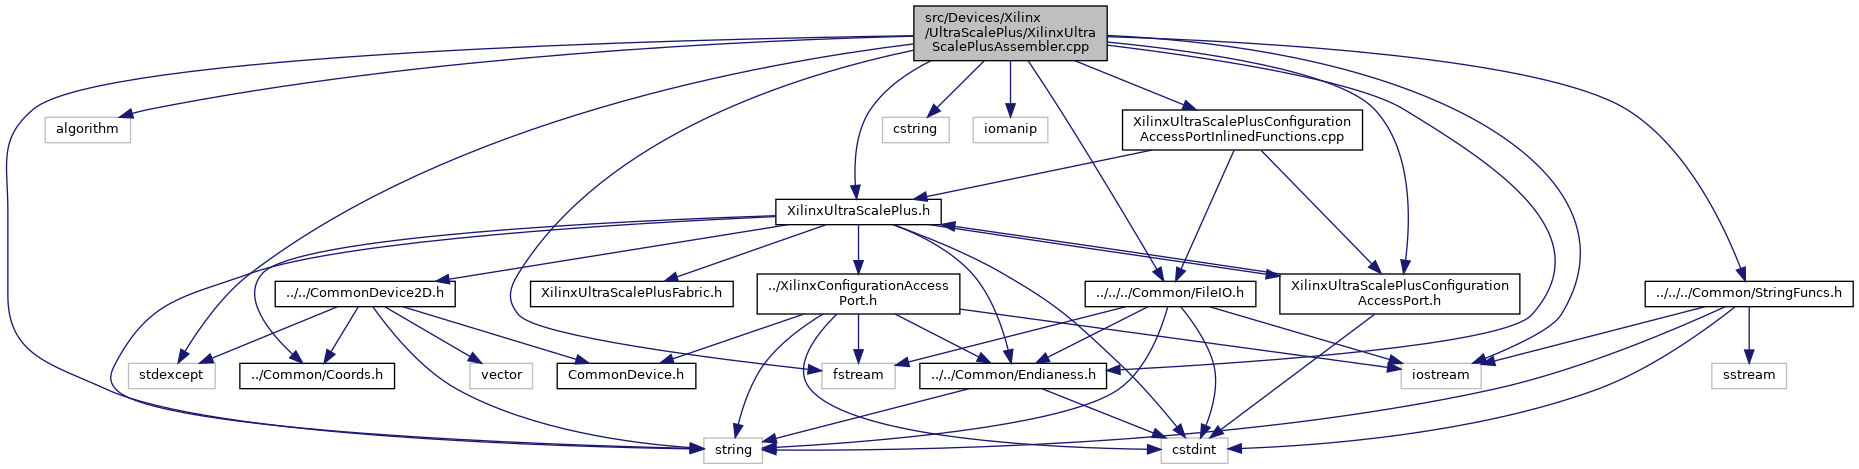 src/Devices/Xilinx
/UltraScalePlus/XilinxUltra
ScalePlusAssembler.cpp
algorithm
cstring
iomanip
XilinxUltraScalePlusConfiguration
AccessPortInlinedFunctions.cpp
XilinxUltraScalePlus.h
../../CommonDevice2D.h
XilinxUltraScalePlusFabric.h
../XilinxConfigurationAccess
Port.h
../../../Common/FileIO.h
XilinxUltraScalePlusConfiguration
AccessPort.h
../../../Common/StringFuncs.h
stdexcept
../Common/Coords.h
vector
CommonDevice.h
fstream
../../Common/Endianess.h
iostream
sstream
string
cstdint